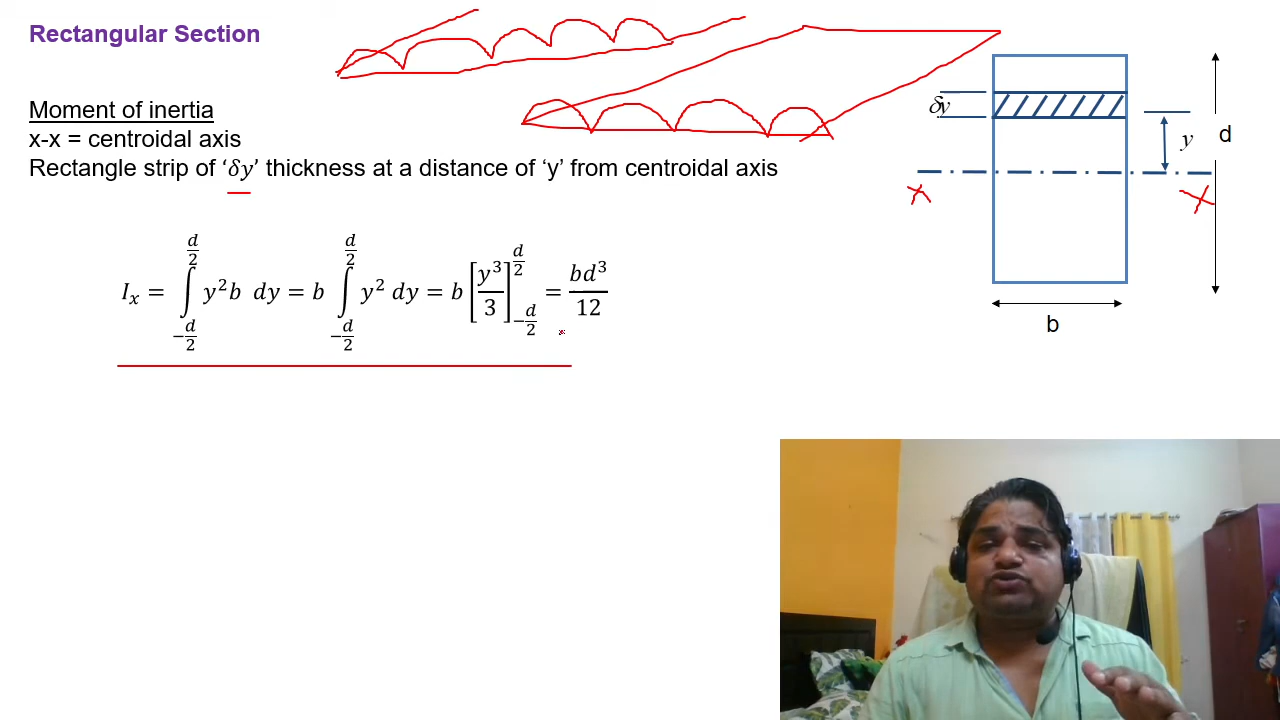 Rectangular Section
Moment of inertia
x-x = centroidal axis
Rectangle strip of ‘δy’ thickness at a distance of ‘y’ from centroidal axis
I_x = ∫_{-d/2}^{d/2} y²b dy = b ∫_{-d/2}^{d/2} y² dy = b [y³/3]_{-d/2}^{d/2} = bd³/12
δy
y
d
x
x
b